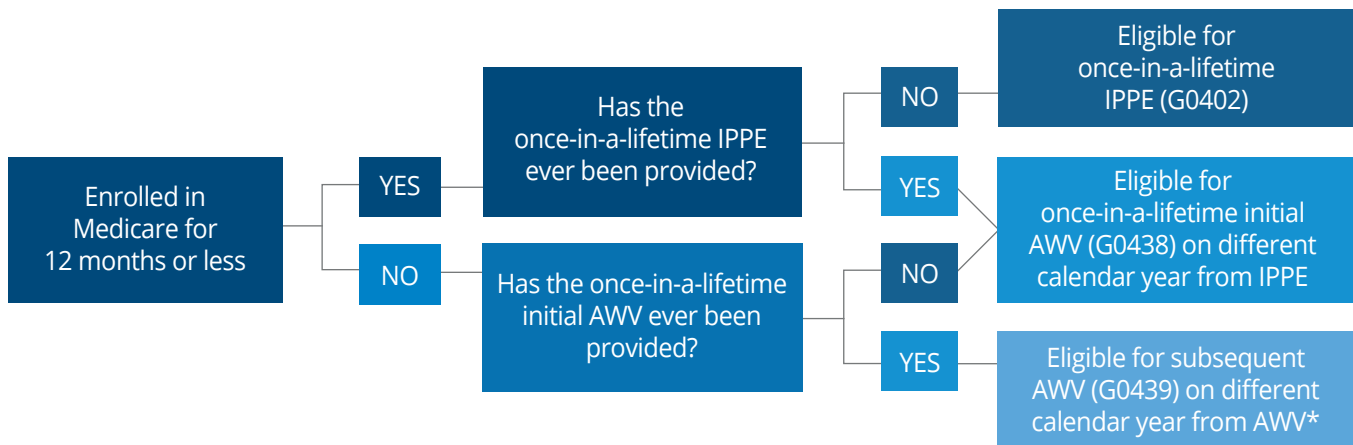 Enrolled in
Medicare for
12 months or less
YES
NO
Has the
once-in-a-lifetime IPPE
ever been provided?
Has the once-in-a-lifetime
initial AWV ever been
provided?
NO
YES
NO
YES
Eligible for
once-in-a-lifetime
IPPE (G0402)
Eligible for
once-in-a-lifetime initial
AWV (G0438) on different
calendar year from IPPE
Eligible for subsequent
AWV (G0439) on different
calendar year from AWV*